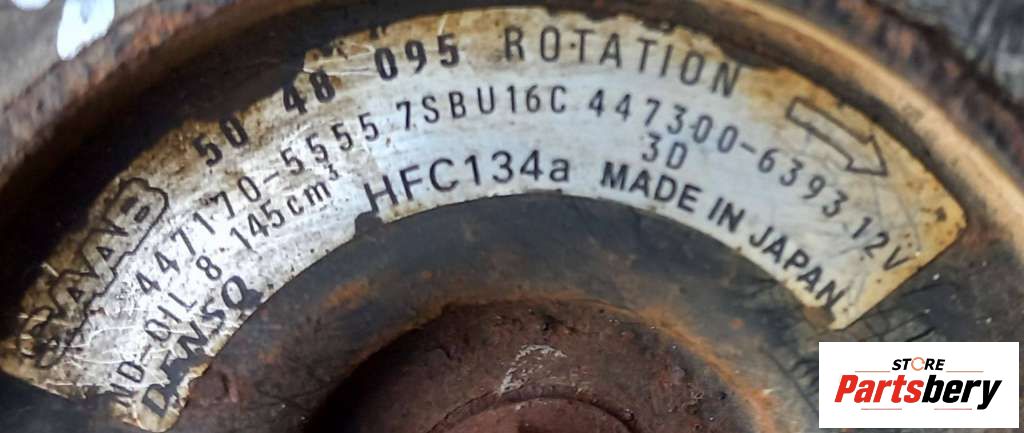 50 48 095 ROTATION
447170-5555 7SBU16C 447300-6393 12V
ND-OIL 8 145cm³ HFC134a 3D MADE IN JAPAN
DENSO
STORE
Partsbery